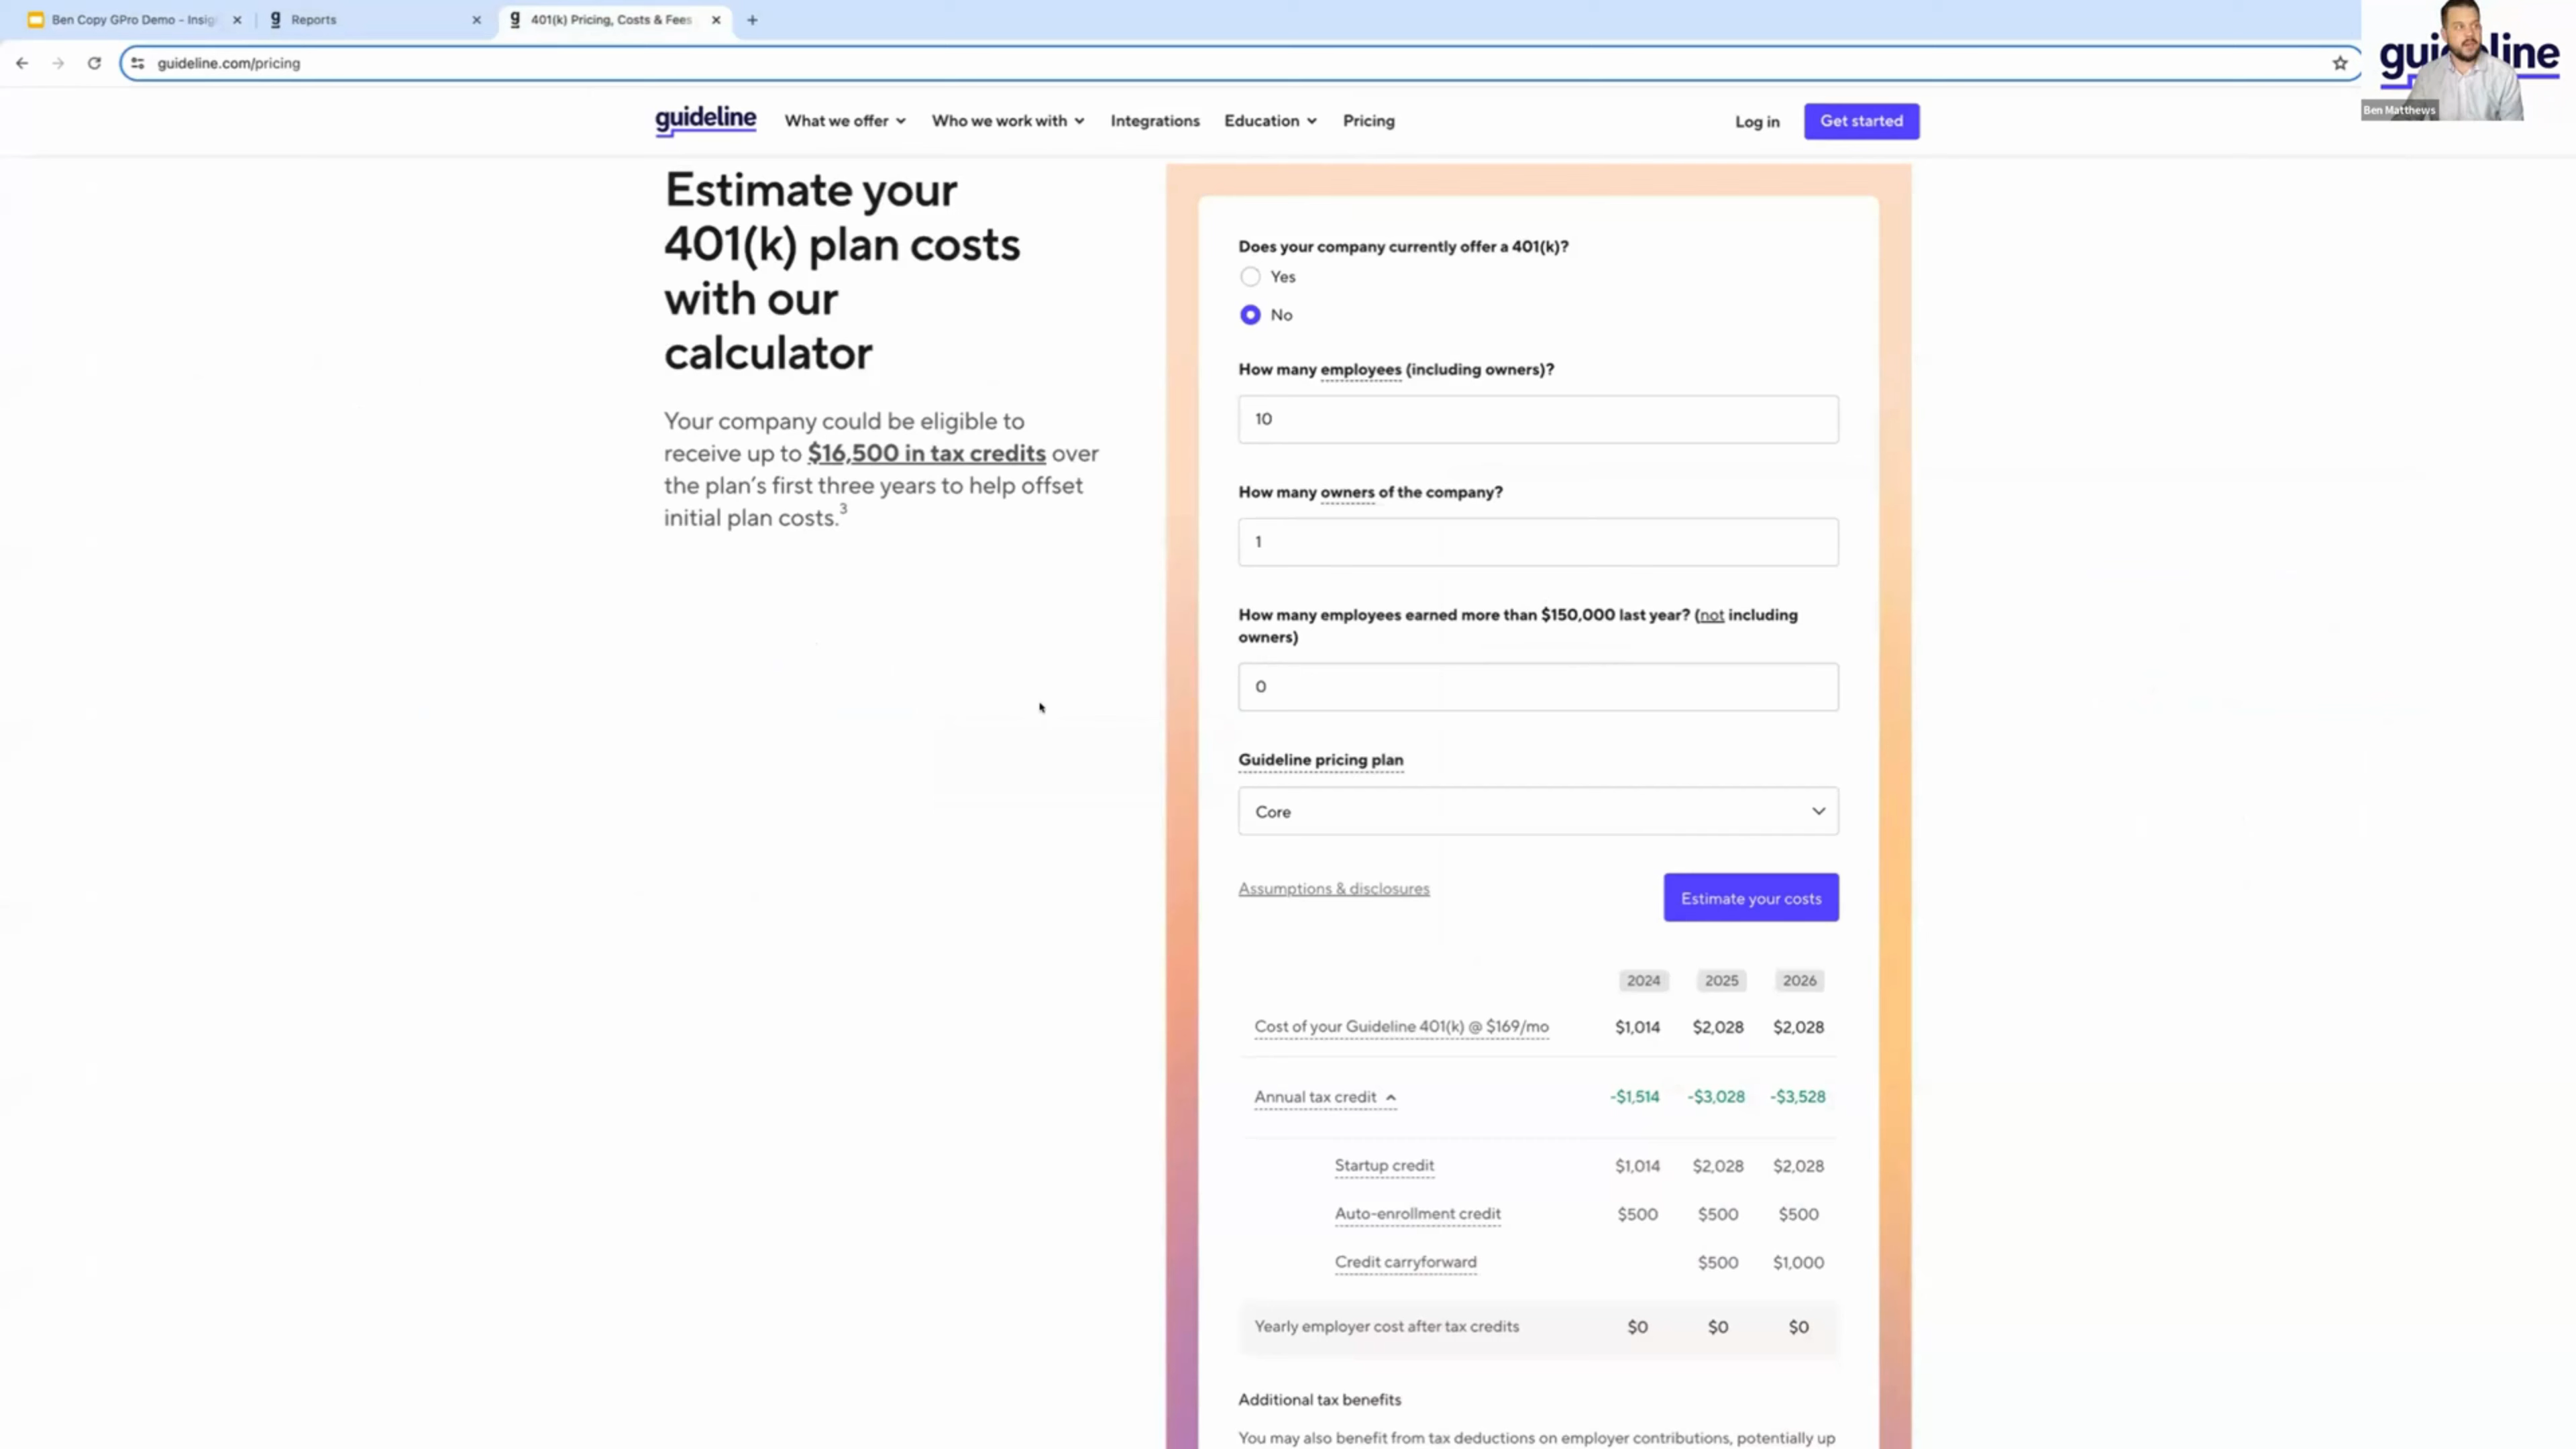 Ben Copy GPro Demo - Insig
Reports
401(k) Pricing, Costs & Fees
guideline.com/pricing
guideline
Ben Matthews
guideline
What we offer
Who we work with
Integrations
Education
Pricing
Log in
Get started
Estimate your
401(k) plan costs
with our
calculator
Your company could be eligible to
receive up to $16,500 in tax credits over
the plan's first three years to help offset
initial plan costs.3
Does your company currently offer a 401(k)?
Yes
No
How many employees (including owners)?
10
How many owners of the company?
1
How many employees earned more than $150,000 last year? (not including
owners)
0
Guideline pricing plan
Core
Assumptions & disclosures
Estimate your costs
2024 2025 2026
Cost of your Guideline 401(k) @ $169/mo $1,014 $2,028 $2,028
Annual tax credit -$1,514 -$3,028 -$3,528
Startup credit $1,014 $2,028 $2,028
Auto-enrollment credit $500 $500 $500
Credit carryforward $500 $1,000
Yearly employer cost after tax credits $0 $0 $0
Additional tax benefits
You may also benefit from tax deductions on employer contributions, potentially up